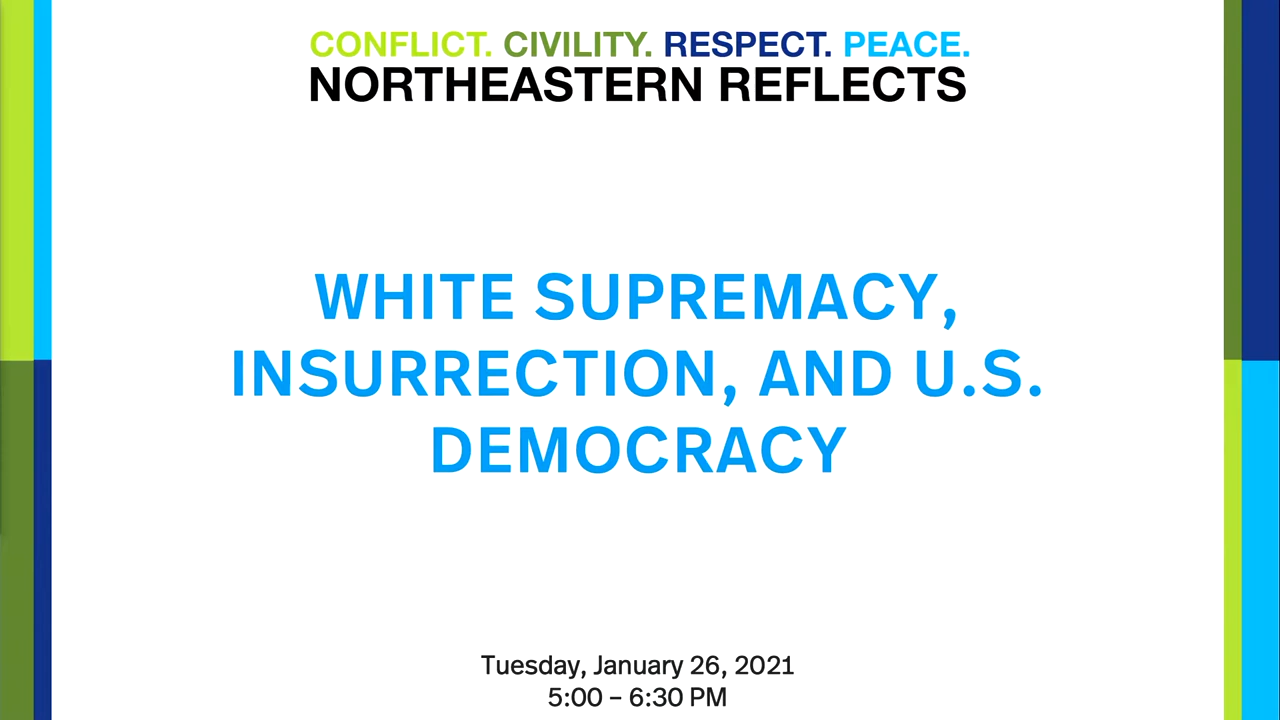 CONFLICT. CIVILITY. RESPECT. PEACE.
NORTHEASTERN REFLECTS
WHITE SUPREMACY,
INSURRECTION, AND U.S.
DEMOCRACY
Tuesday, January 26, 2021
5:00 – 6:30 PM